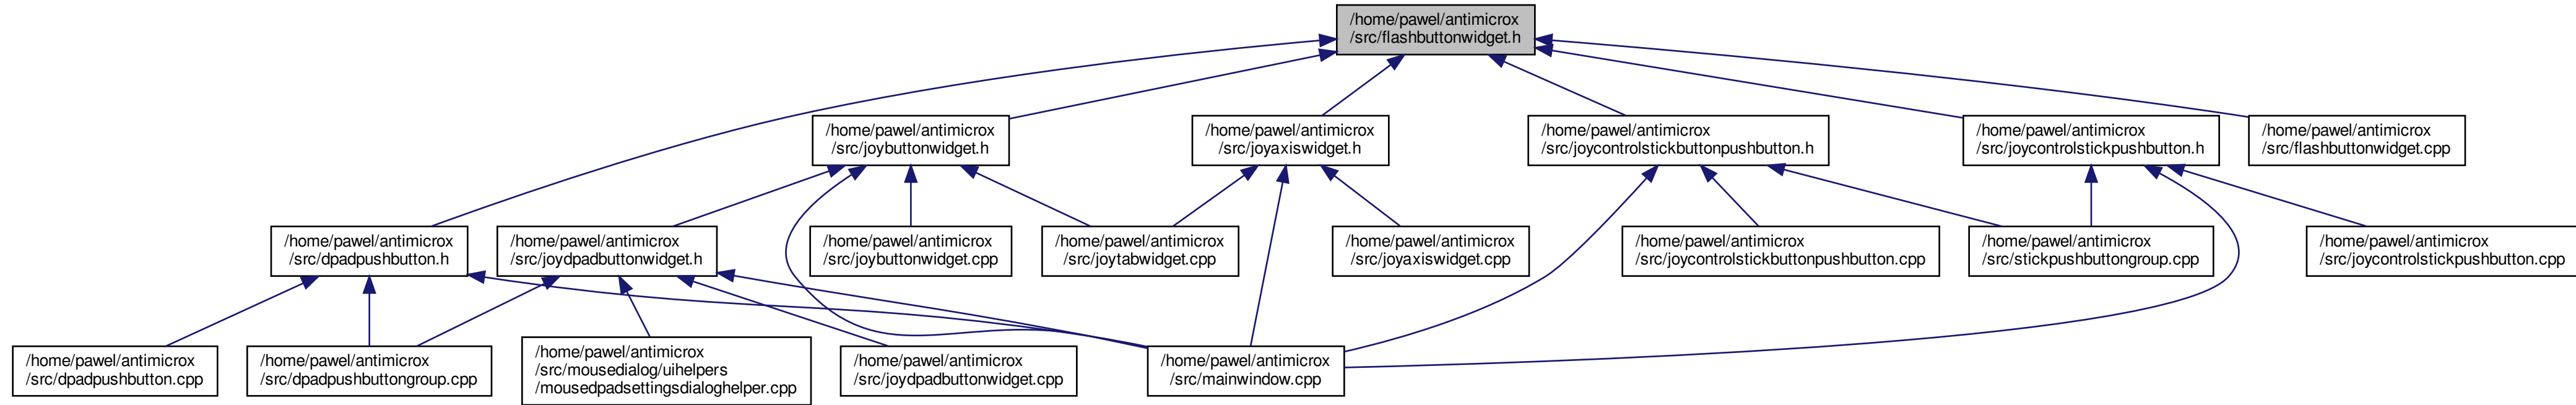 /home/pawel/antimicrox
/src/flashbuttonwidget.h
/home/pawel/antimicrox
/src/joybuttonwidget.h
/home/pawel/antimicrox
/src/joyaxiswidget.h
/home/pawel/antimicrox
/src/joycontrolstickbuttonpushbutton.h
/home/pawel/antimicrox
/src/joycontrolstickpushbutton.h
/home/pawel/antimicrox
/src/flashbuttonwidget.cpp
/home/pawel/antimicrox
/src/dpadpushbutton.h
/home/pawel/antimicrox
/src/joydpadbuttonwidget.h
/home/pawel/antimicrox
/src/joybuttonwidget.cpp
/home/pawel/antimicrox
/src/joytabwidget.cpp
/home/pawel/antimicrox
/src/joyaxiswidget.cpp
/home/pawel/antimicrox
/src/joycontrolstickbuttonpushbutton.cpp
/home/pawel/antimicrox
/src/stickpushbuttongroup.cpp
/home/pawel/antimicrox
/src/joycontrolstickpushbutton.cpp
/home/pawel/antimicrox
/src/dpadpushbutton.cpp
/home/pawel/antimicrox
/src/dpadpushbuttongroup.cpp
/home/pawel/antimicrox
/src/mousedialog/uihelpers
/mousedpadsettingsdialoghelper.cpp
/home/pawel/antimicrox
/src/joydpadbuttonwidget.cpp
/home/pawel/antimicrox
/src/mainwindow.cpp